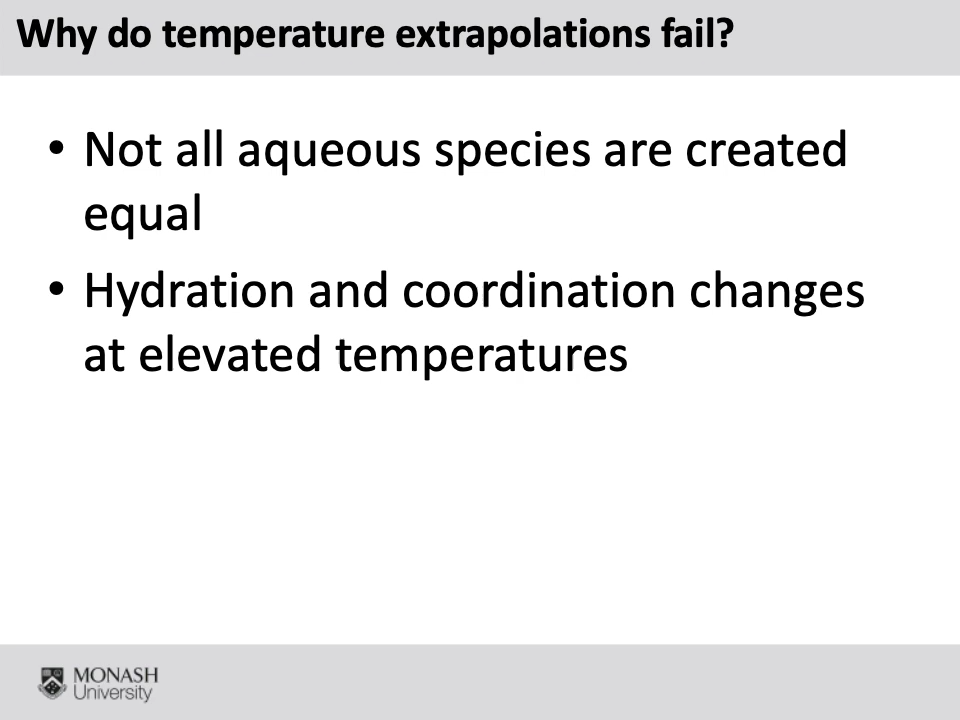 Why do temperature extrapolations fail?
• Not all aqueous species are created
equal
• Hydration and coordination changes
at elevated temperatures
MONASH
University